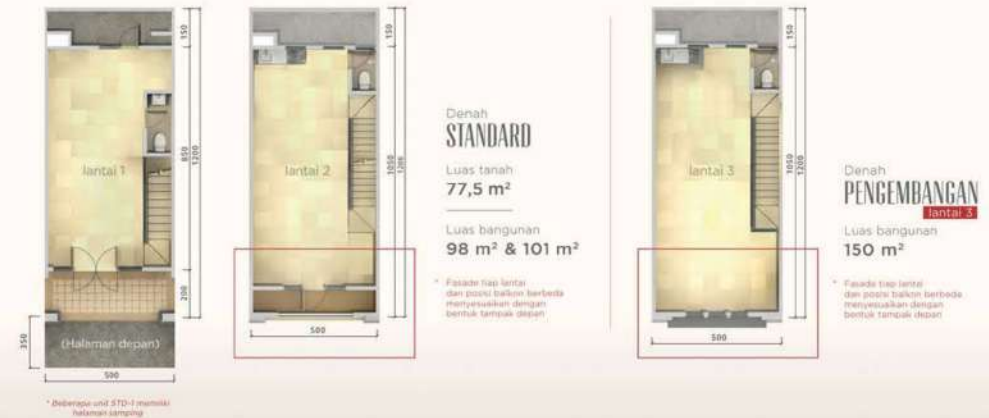 150
850
1200
200
350
lantai 1
(Halaman depan)
500
* Beberapa unit STD-1 memiliki
halaman samping
150
1050
1200
lantai 2
500
Denah
STANDARD
Luas tanah
77,5 m²
Luas bangunan
98 m² & 101 m²
* Fasade tiap lantai
dan posisi balkon berbeda
menyesuaikan dengan
bentuk tampak depan
150
1050
1200
lantai 3
500
Denah
PENGEMBANGAN
lantai 3
Luas bangunan
150 m²
* Fasade tiap lantai
dan posisi balkon berbeda
menyesuaikan dengan
bentuk tampak depan